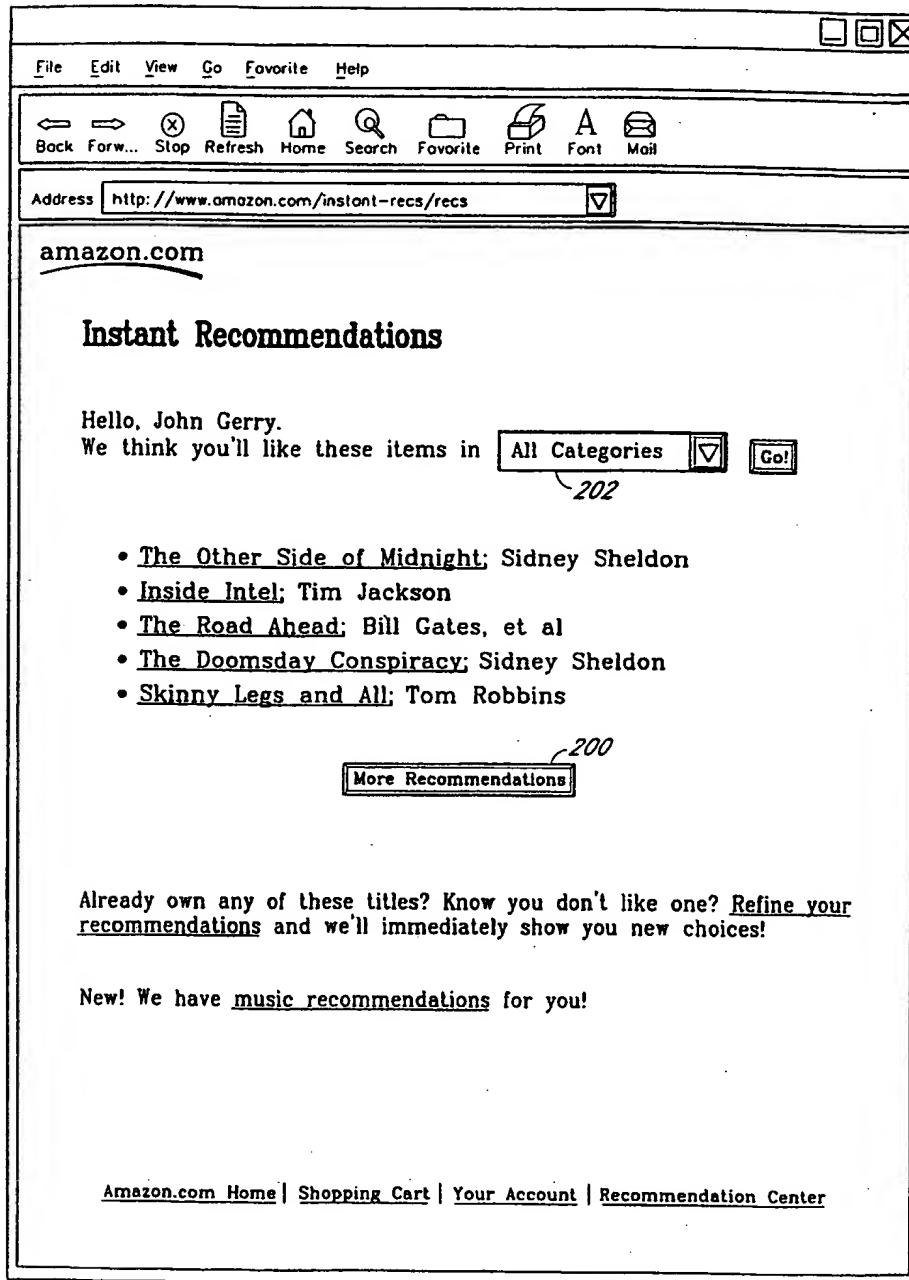 File Edit View Go Favorite Help
Back Forw... Stop Refresh Home Search Favorite Print Font Mail
Address http://www.amazon.com/instant-recs/recs
amazon.com
Instant Recommendations
Hello, John Gerry.
We think you'll like these items in All Categories Go!
202
• The Other Side of Midnight; Sidney Sheldon
• Inside Intel; Tim Jackson
• The Road Ahead; Bill Gates, et al
• The Doomsday Conspiracy; Sidney Sheldon
• Skinny Legs and All; Tom Robbins
200
More Recommendations
Already own any of these titles? Know you don't like one? Refine your
recommendations and we'll immediately show you new choices!
New! We have music recommendations for you!
Amazon.com Home | Shopping Cart | Your Account | Recommendation Center